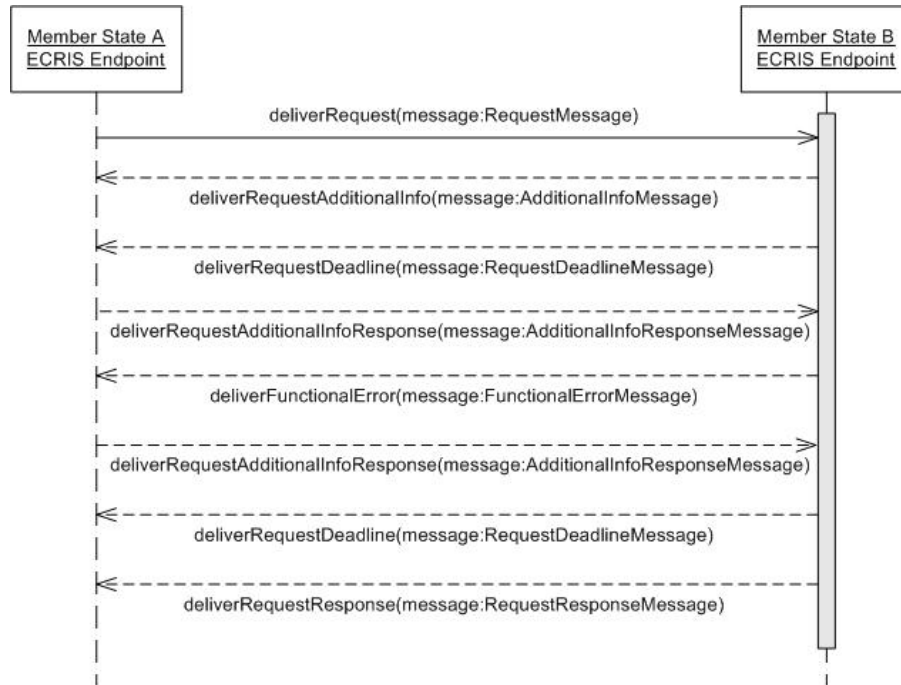 Member State A
ECRIS Endpoint
Member State B
ECRIS Endpoint
deliverRequest(message:RequestMessage)
deliverRequestAdditionalInfo(message:AdditionalInfoMessage)
deliverRequestDeadline(message:RequestDeadlineMessage)
deliverRequestAdditionalInfoResponse(message:AdditionalInfoResponseMessage)
deliverFunctionalError(message:FunctionalErrorMessage)
deliverRequestAdditionalInfoResponse(message:AdditionalInfoResponseMessage)
deliverRequestDeadline(message:RequestDeadlineMessage)
deliverRequestResponse(message:RequestResponseMessage)